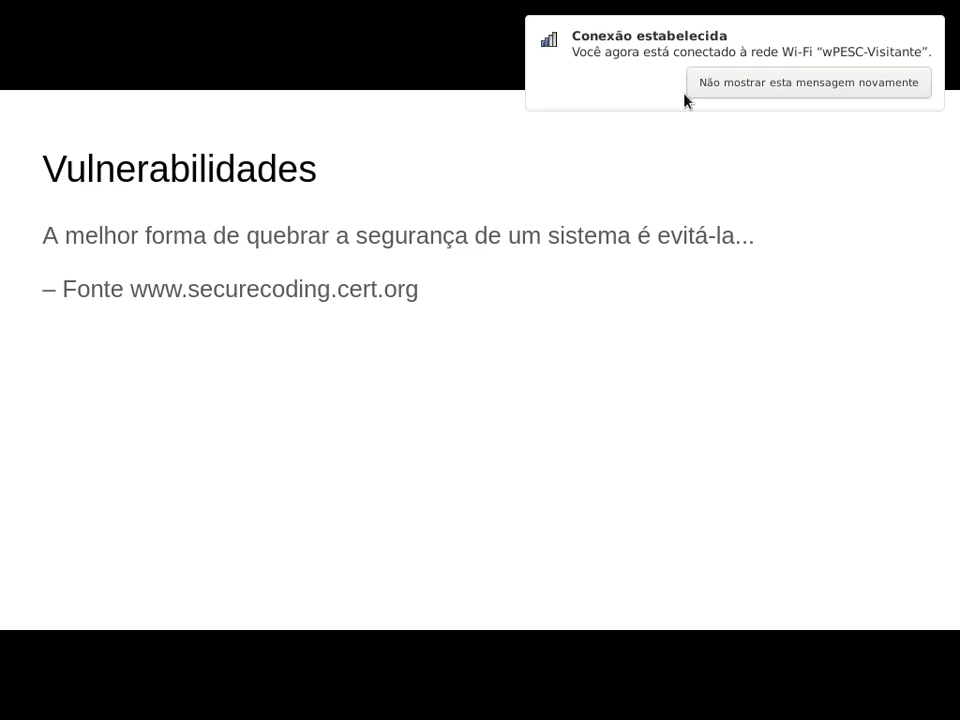 Conexão estabelecida
Você agora está conectado à rede Wi-Fi “wPESC-Visitante”.
Não mostrar esta mensagem novamente
Vulnerabilidades
A melhor forma de quebrar a segurança de um sistema é evitá-la...
– Fonte www.securecoding.cert.org